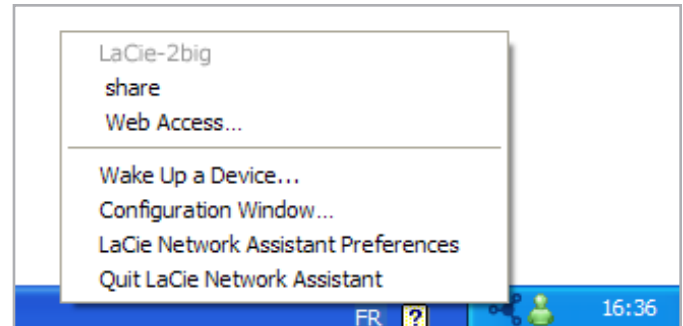 LaCie-2big
share
Web Access...
Wake Up a Device...
Configuration Window...
LaCie Network Assistant Preferences
Quit LaCie Network Assistant
FR ? 16:36